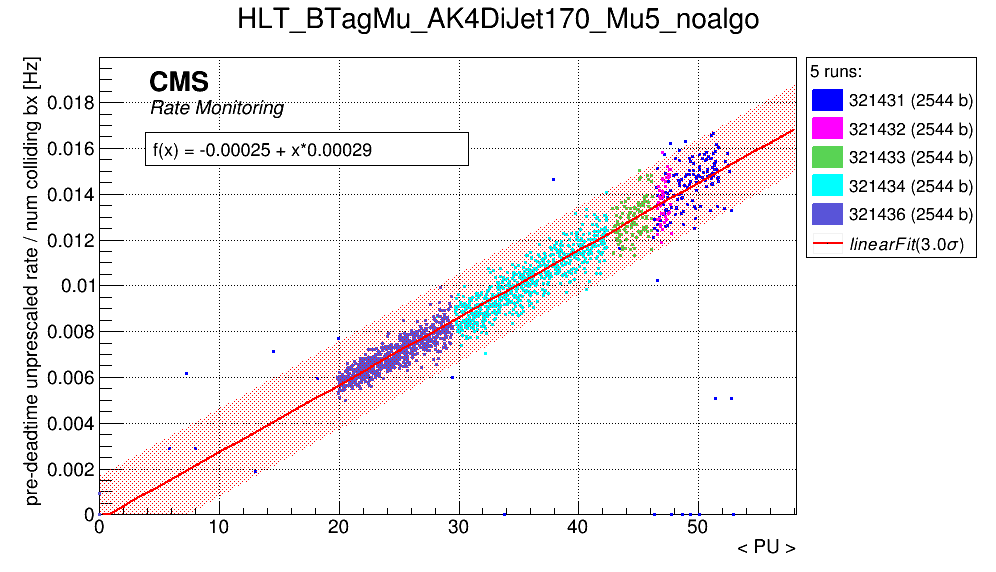 HLT_BTagMu_AK4DiJet170_Mu5_noalgo
pre-deadtime unprescaled rate / num colliding bx [Hz]
CMS
Rate Monitoring
f(x) = -0.00025 + x*0.00029
0.018
0.016
0.014
0.012
0.01
0.008
0.006
0.004
0.002
0
0 10 20 30 40 50
< PU >
5 runs:
321431 (2544 b)
321432 (2544 b)
321433 (2544 b)
321434 (2544 b)
321436 (2544 b)
linearFit(3.0σ)